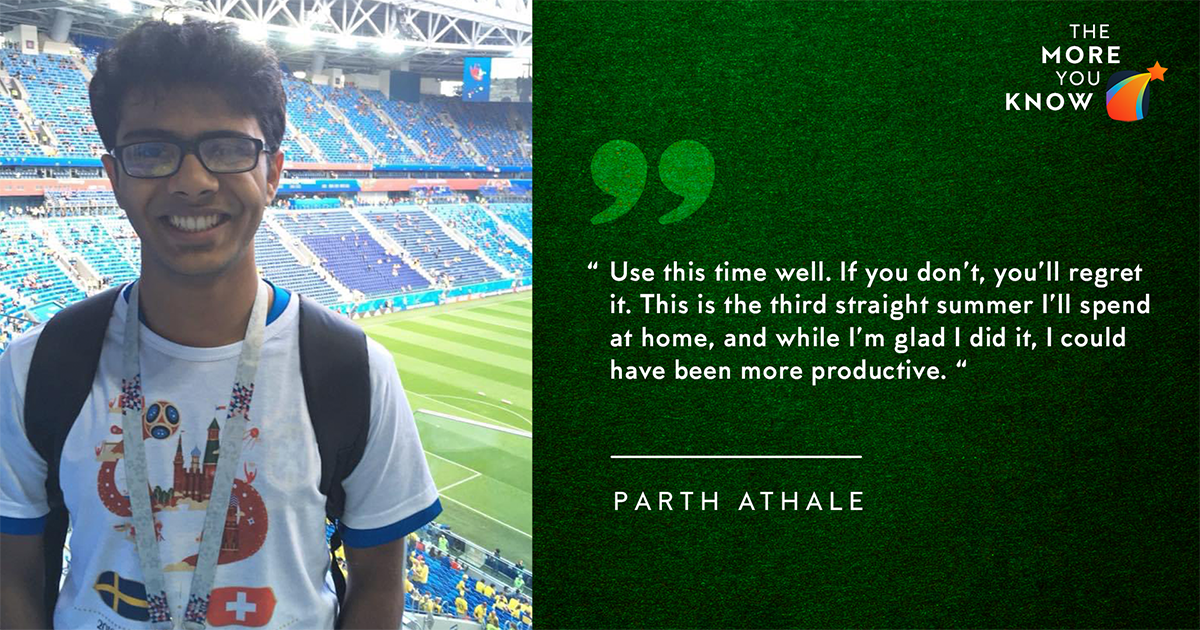 THE
MORE
YOU
KNOW
“ Use this time well. If you don’t, you’ll regret
it. This is the third straight summer I’ll spend
at home, and while I’m glad I did it, I could
have been more productive. “
PARTH ATHALE